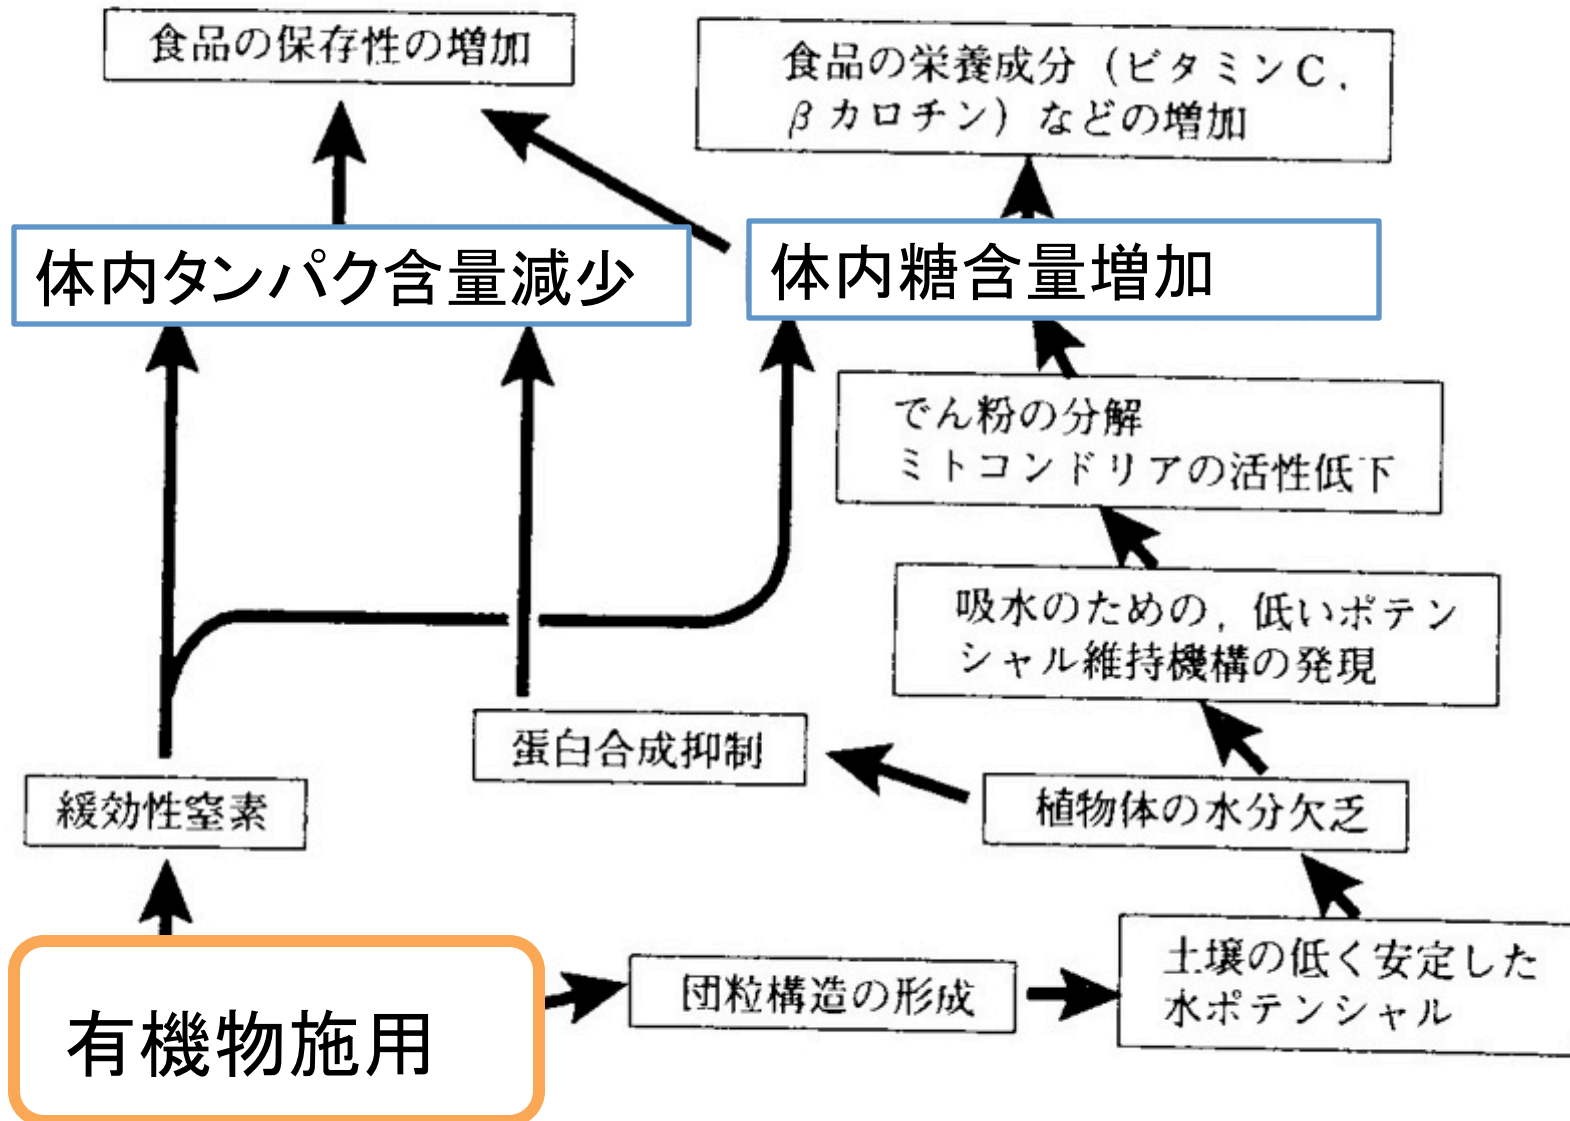 食品の保存性の増加
食品の栄養成分（ビタミンC，
βカロチン）などの増加
体内タンパク含量減少
体内糖含量増加
でん粉の分解
ミトコンドリアの活性低下
吸水のための，低いポテン
シャル維持機構の発現
蛋白合成抑制
植物体の水分欠乏
緩効性窒素
土壌の低く安定した
水ポテンシャル
団粒構造の形成
有機物施用